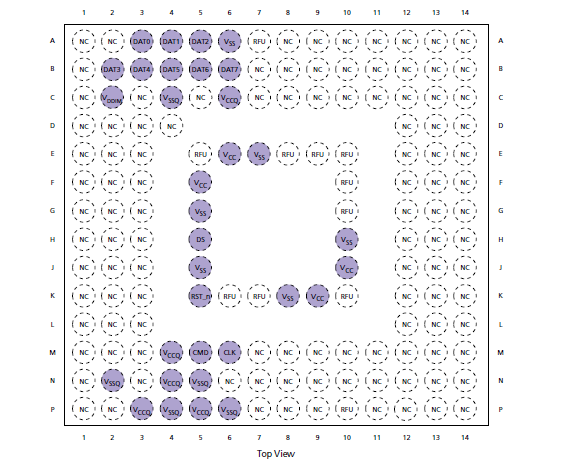 1 2 3 4 5 6 7 8 9 10 11 12 13 14
A NC NC DAT0 DAT1 DAT2 VSS RFU NC NC NC NC NC NC NC A
B NC DAT3 DAT4 DAT5 DAT6 DAT7 NC NC NC NC NC NC NC NC B
C NC VDDIM NC VSSQ NC VCCQ NC NC NC NC NC NC NC NC C
D NC NC NC NC NC NC NC D
E NC NC NC RFU VCC VSS RFU RFU RFU NC NC NC E
F NC NC NC VCC RFU NC NC NC F
G NC NC NC VSS RFU NC NC NC G
H NC NC NC DS VSS NC NC NC H
J NC NC NC VSS VCC NC NC NC J
K NC NC NC RST_n RFU RFU VSS VCC RFU NC NC NC K
L NC NC NC NC NC NC L
M NC NC NC VCCQ CMD CLK NC NC NC NC NC NC NC NC M
N NC VSSQ NC VCCQ VSSQ NC NC NC NC NC NC NC NC NC N
P NC NC VCCQ VSSQ VCCQ VSSQ NC NC NC RFU NC NC NC NC P
1 2 3 4 5 6 7 8 9 10 11 12 13 14
Top View